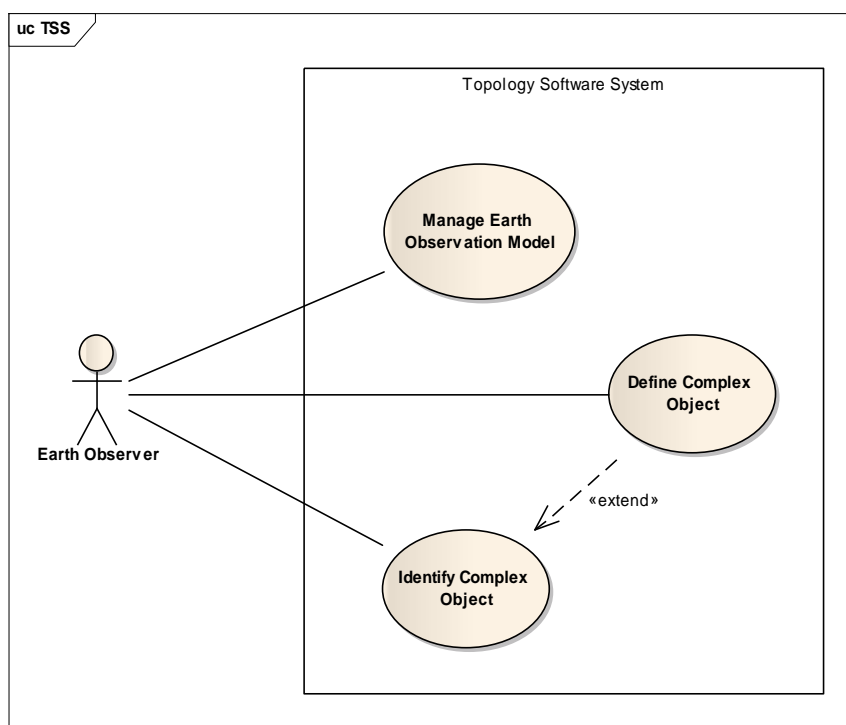 uc TSS
Topology Software System
Manage Earth
Observation Model
Define Complex
Object
Earth Observer
«extend»
Identify Complex
Object